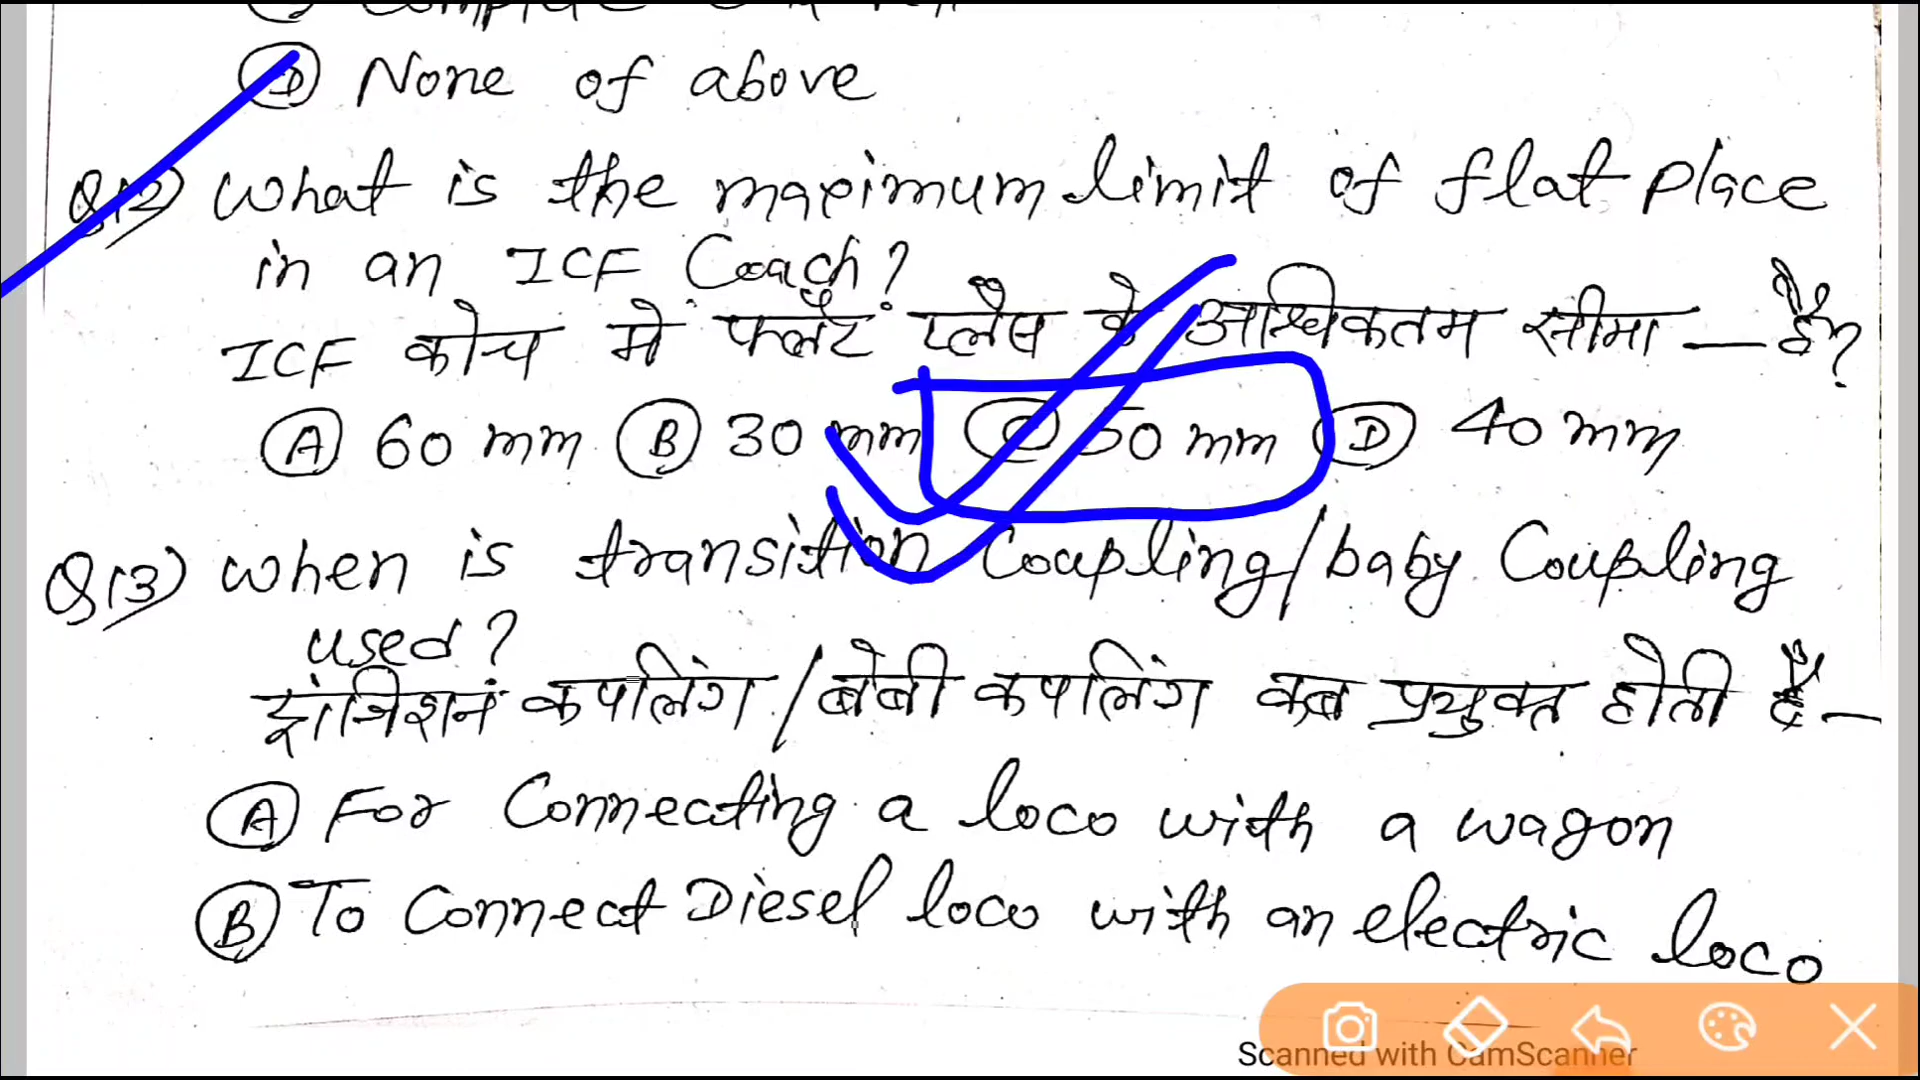 Ⓓ None of above
Q.12) What is the maximum limit of flat place
in an ICF Coach?
ICF कोच में फ्लैट प्लेस के अधिकतम सीमा — है?
Ⓐ 60 mm Ⓑ 30 mm Ⓒ 50 mm Ⓓ 40 mm
Q.13) When is transition Coupling/baby Coupling
used?
ट्रांजिशन कपलिंग/बेबी कपलिंग कब प्रयुक्त होती है –
Ⓐ For Connecting a loco with a wagon
Ⓑ To Connect Diesel loco with an electric loco
Scanned with CamScanner